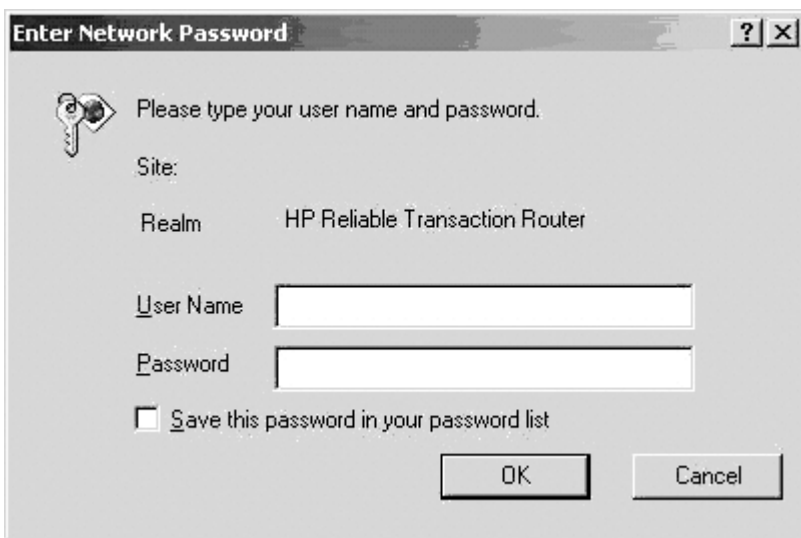 Enter Network Password
Please type your user name and password.
Site:
Realm HP Reliable Transaction Router
User Name
Password
Save this password in your password list
OK Cancel